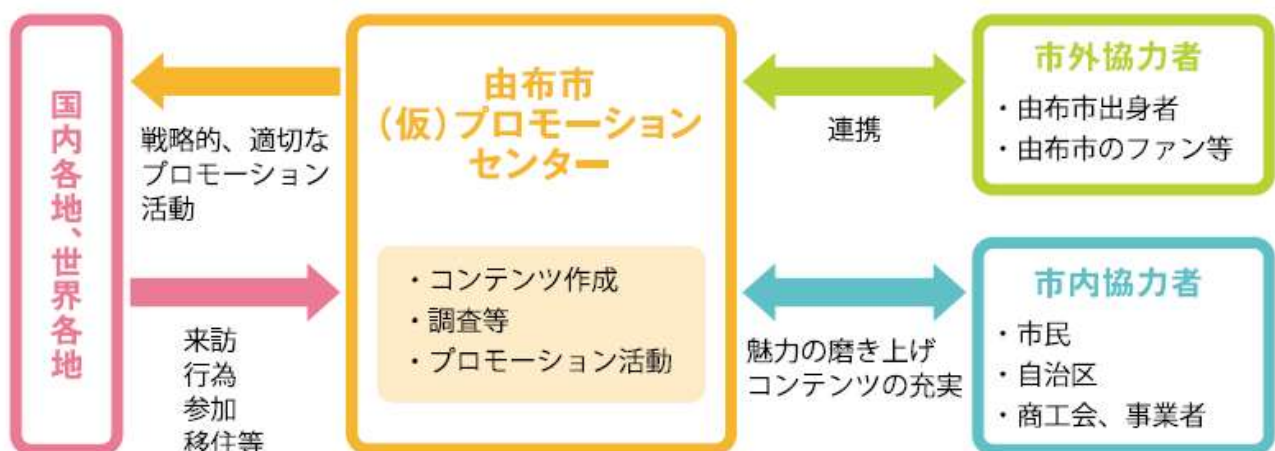 国内各地、世界各地
戦略的、適切な
プロモーション
活動
来訪
行為
参加
移住等
由布市
（仮）プロモーション
センター
・コンテンツ作成
・調査等
・プロモーション活動
連携
魅力の磨き上げ
コンテンツの充実
市外協力者
・由布市出身者
・由布市のファン等
市内協力者
・市民
・自治区
・商工会、事業者